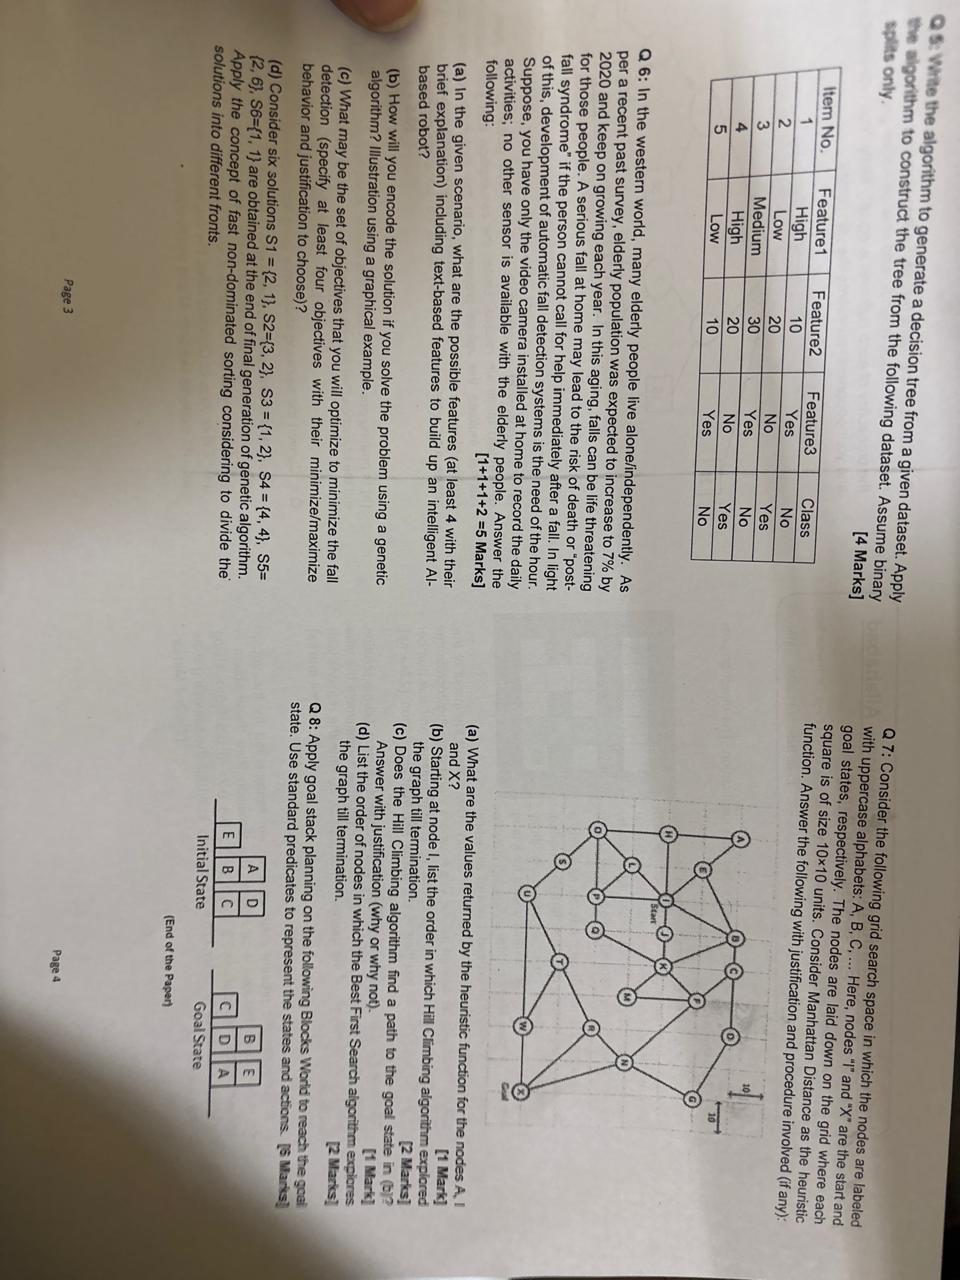 Q 5: Write the algorithm to generate a decision tree from a given dataset. Apply
the algorithm to construct the tree from the following dataset. Assume binary
splits only. [4 Marks]
Item No. Feature1 Feature2 Feature3 Class
1 High 10 Yes No
2 Low 20 No Yes
3 Medium 30 Yes No
4 High 20 No Yes
5 Low 10 Yes No
Q 6: In the western world, many elderly people live alone/independently. As
per a recent past survey, elderly population was expected to increase to 7% by
2020 and keep on growing each year. In this aging, falls can be life threatening
for those people. A serious fall at home may lead to the risk of death or "post-
fall syndrome" if the person cannot call for help immediately after a fall. In light
of this, development of automatic fall detection systems is the need of the hour.
Suppose, you have only the video camera installed at home to record the daily
activities; no other sensor is available with the elderly people. Answer the
following: [1+1+1+2 =5 Marks]
(a) In the given scenario, what are the possible features (at least 4 with their
brief explanation) including text-based features to build up an intelligent AI-
based robot?
(b) How will you encode the solution if you solve the problem using a genetic
algorithm? Illustration using a graphical example.
(c) What may be the set of objectives that you will optimize to minimize the fall
detection (specify at least four objectives with their minimize/maximize
behavior and justification to choose)?
(d) Consider six solutions S1 = {2, 1}, S2={3, 2}, S3 = {1, 2}, S4 = {4, 4}, S5=
{2, 6}, S6={1, 1} are obtained at the end of final generation of genetic algorithm.
Apply the concept of fast non-dominated sorting considering to divide the
solutions into different fronts.
Page 3
Q 7: Consider the following grid search space in which the nodes are labeled
with uppercase alphabets: A, B, C, ... Here, nodes "I" and "X" are the start and
goal states, respectively. The nodes are laid down on the grid where each
square is of size 10×10 units. Consider Manhattan Distance as the heuristic
function. Answer the following with justification and procedure involved (if any):
10
10
A B C D
E F G
H I J K
Start
L M N
O P Q R
S T
U W X
Goal
(a) What are the values returned by the heuristic function for the nodes A, I
and X? [1 Mark]
(b) Starting at node I, list the order in which Hill Climbing algorithm explored
the graph till termination. [2 Marks]
(c) Does the Hill Climbing algorithm find a path to the goal state in (b)?
Answer with justification (why or why not). [1 Mark]
(d) List the order of nodes in which the Best First Search algorithm explores
the graph till termination. [2 Marks]
Q 8: Apply goal stack planning on the following Blocks World to reach the goal
state. Use standard predicates to represent the states and actions. [6 Marks]
A D B E
E B C C D A
Initial State Goal State
(End of the Paper)
Page 4